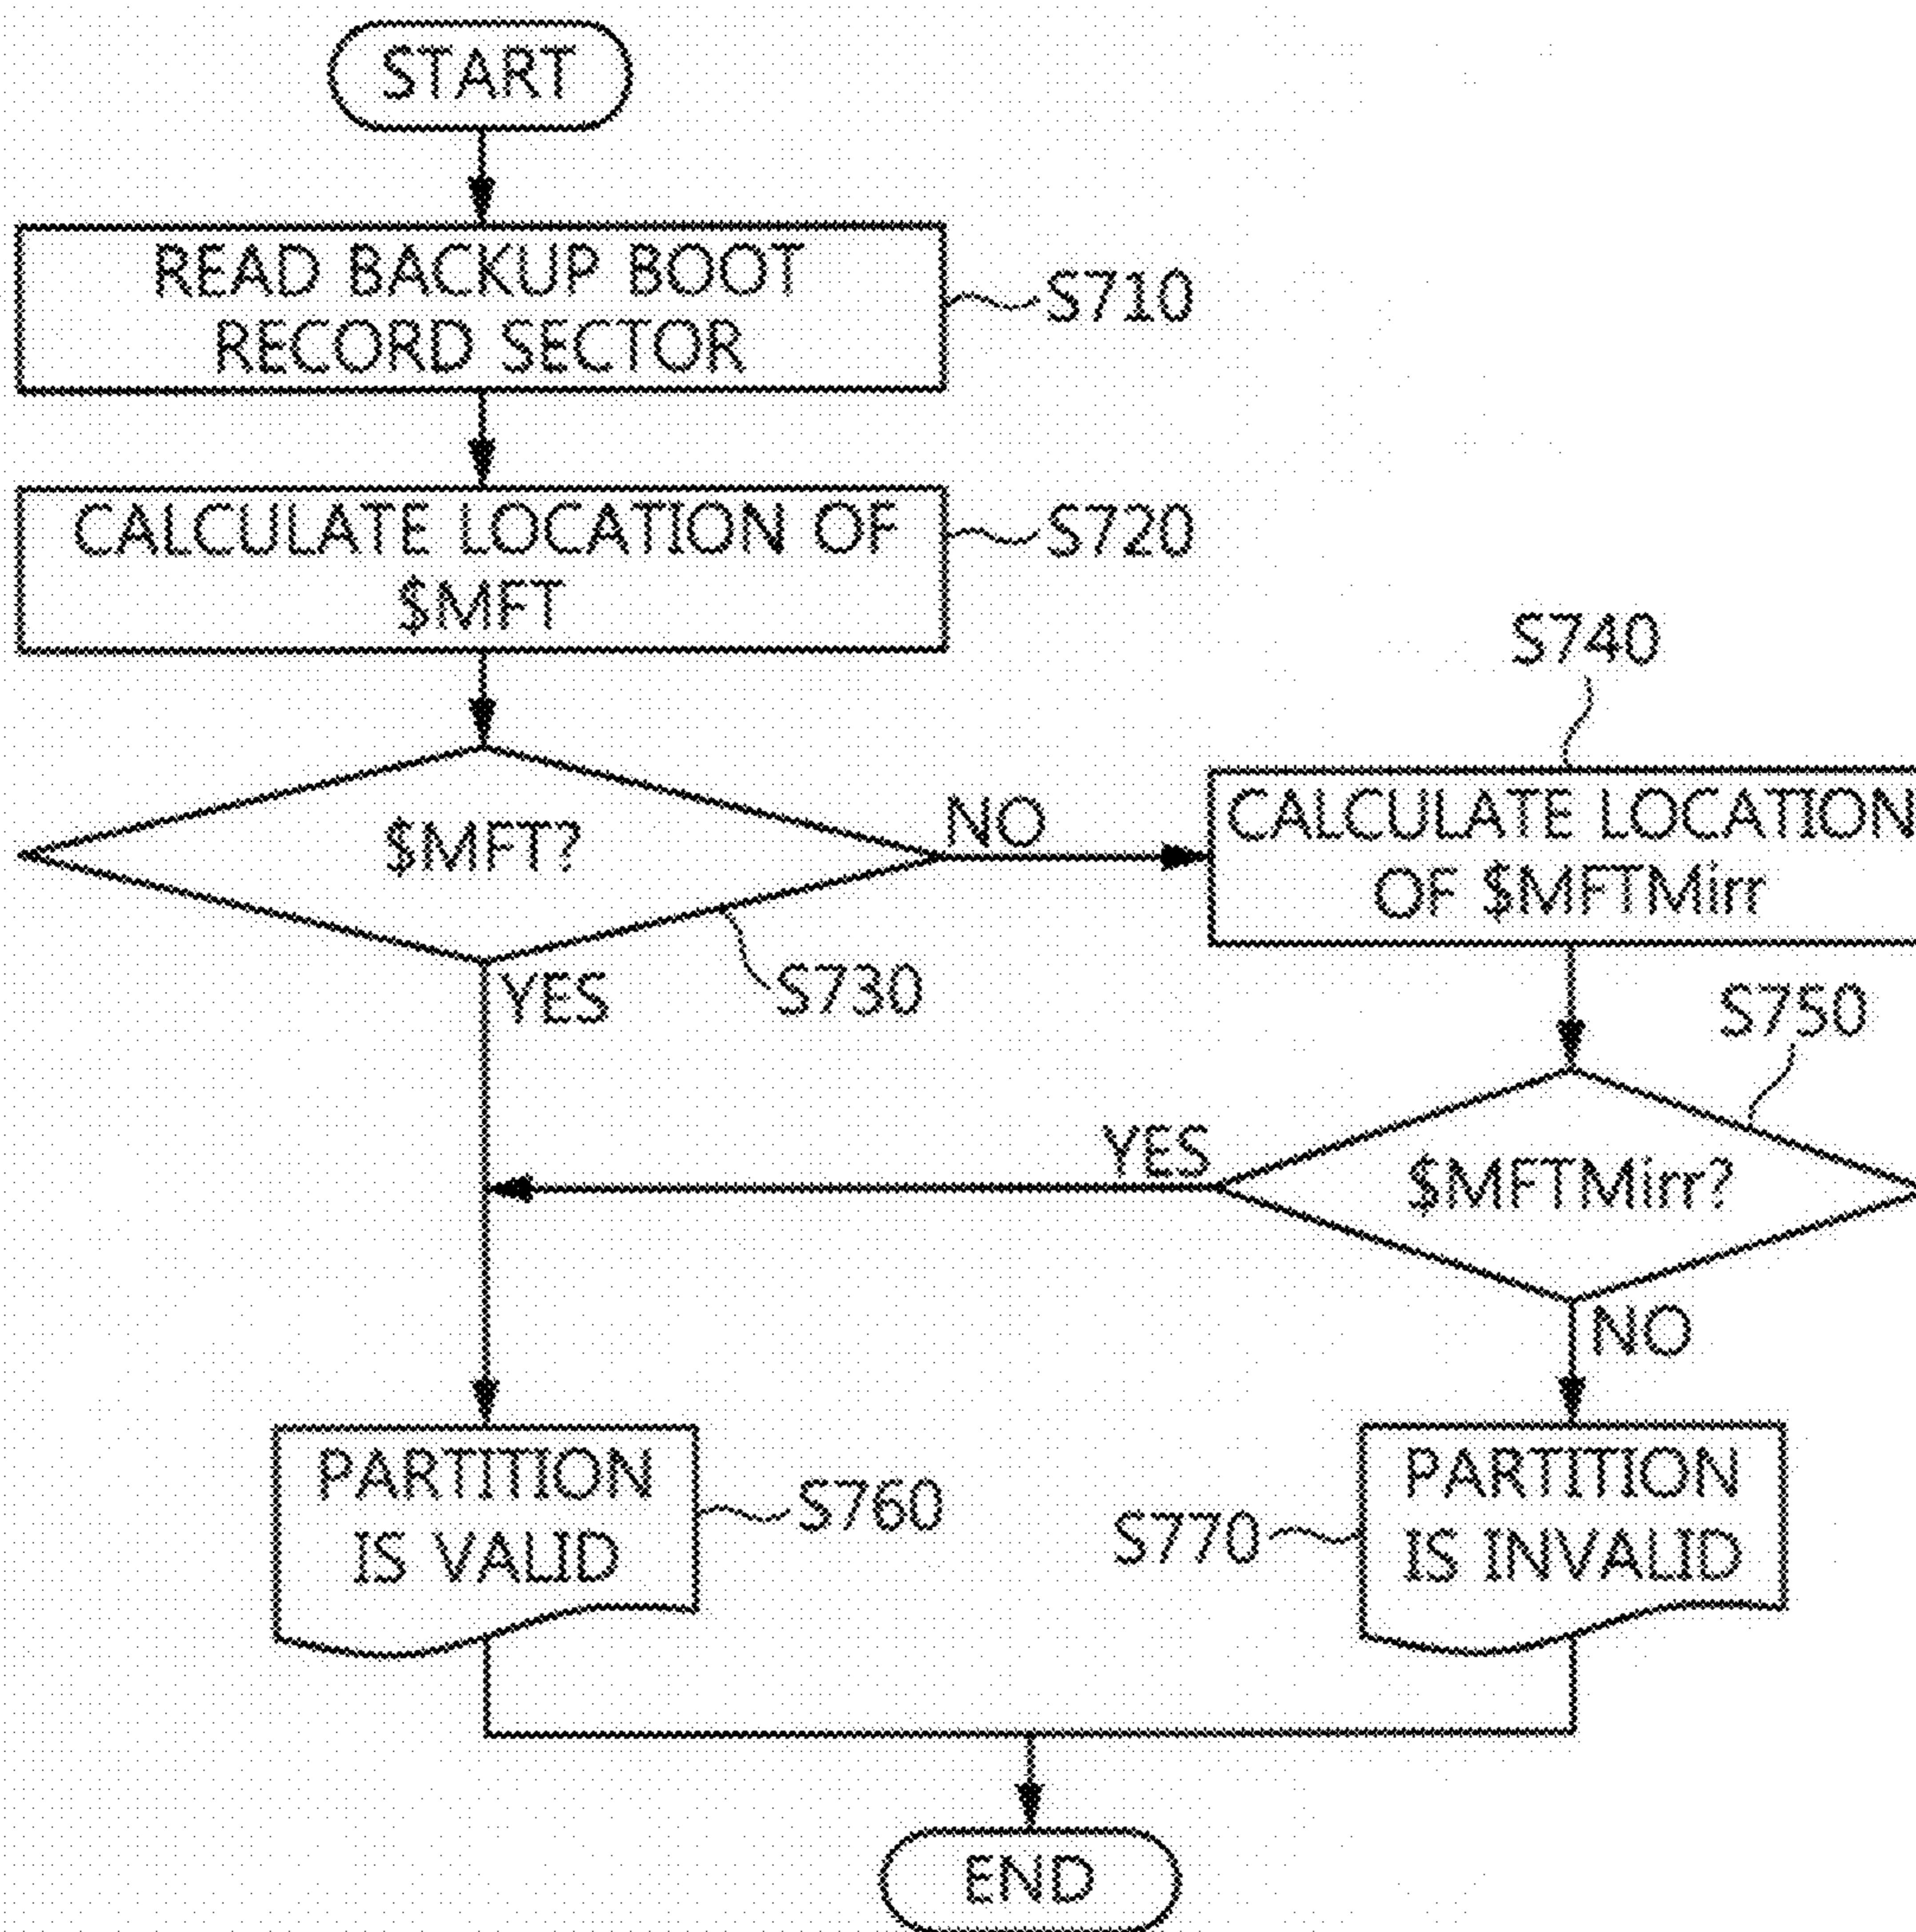 START
READ BACKUP BOOT
RECORD SECTOR
S710
CALCULATE LOCATION OF
$MFT
S720
S740
$MFT?
NO
CALCULATE LOCATION
OF $MFTMirr
YES
S730
S750
YES
$MFTMirr?
NO
PARTITION
IS VALID
S760
S770
PARTITION
IS INVALID
END